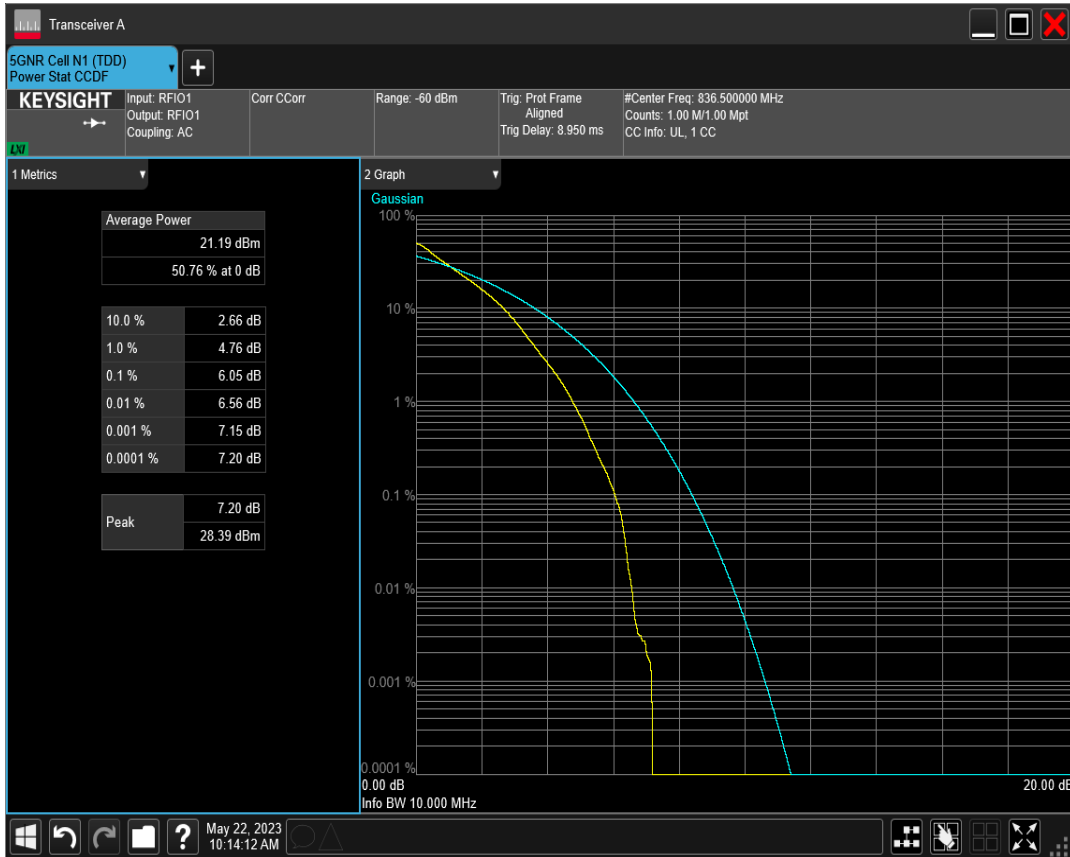 Transceiver A
5GNR Cell N1 (TDD)
Power Stat CCDF
+
KEYSIGHT
LXI
Input: RFIO1
Output: RFIO1
Coupling: AC
Corr CCorr
Range: -60 dBm
Trig: Prot Frame
Aligned
Trig Delay: 8.950 ms
#Center Freq: 836.500000 MHz
Counts: 1.00 M/1.00 Mpt
CC Info: UL, 1 CC
1 Metrics
Average Power
21.19 dBm
50.76 % at 0 dB
10.0 % 2.66 dB
1.0 % 4.76 dB
0.1 % 6.05 dB
0.01 % 6.56 dB
0.001 % 7.15 dB
0.0001 % 7.20 dB
Peak
7.20 dB
28.39 dBm
2 Graph
Gaussian
100 %
10 %
1 %
0.1 %
0.01 %
0.001 %
0.0001 %
0.00 dB
20.00 dB
Info BW 10.000 MHz
?
May 22, 2023
10:14:12 AM